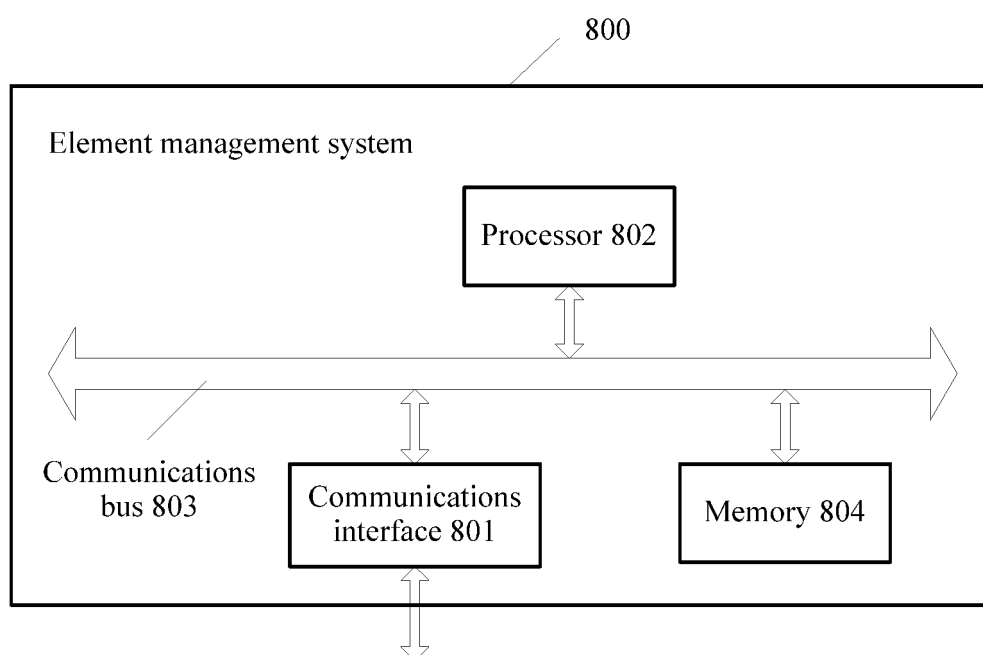 800
Element management system
Processor 802
Communications
bus 803
Communications
interface 801
Memory 804